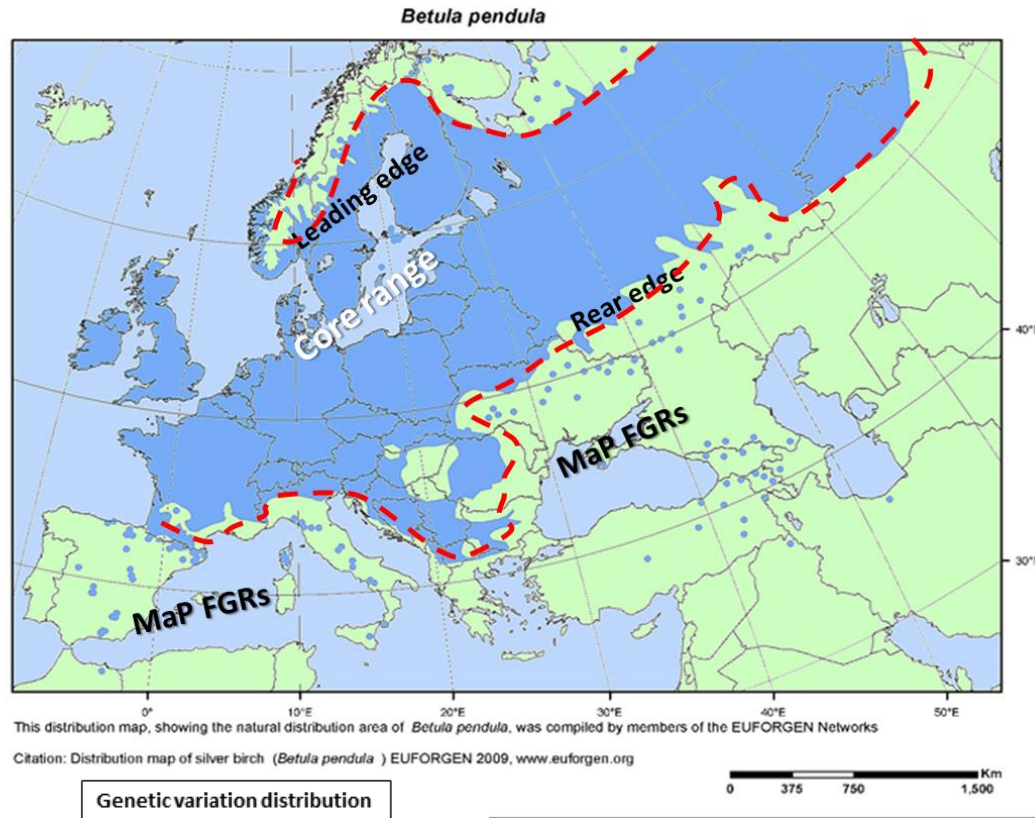 Betula pendula
Leading edge
Core range
Rear edge
40°
MaP FGRs
MaP FGRs
30°
0°
10°E
20°E
30°E
40°E
50°E
This distribution map, showing the natural distribution area of Betula pendula, was compiled by members of the EUFORGEN Networks
Citation: Distribution map of silver birch (Betula pendula ) EUFORGEN 2009, www.euforgen.org
Km
0 375 750 1,500
Genetic variation distribution